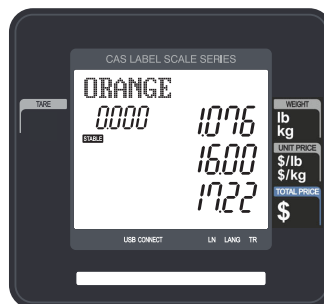 CAS LABEL SCALE SERIES
ORANGE
TARE
0.000
1.076
STABLE
WEIGHT
lb
kg
16.00
UNIT PRICE
$/lb
$/kg
17.22
TOTAL PRICE
$
USB CONNECT LN LANG TR